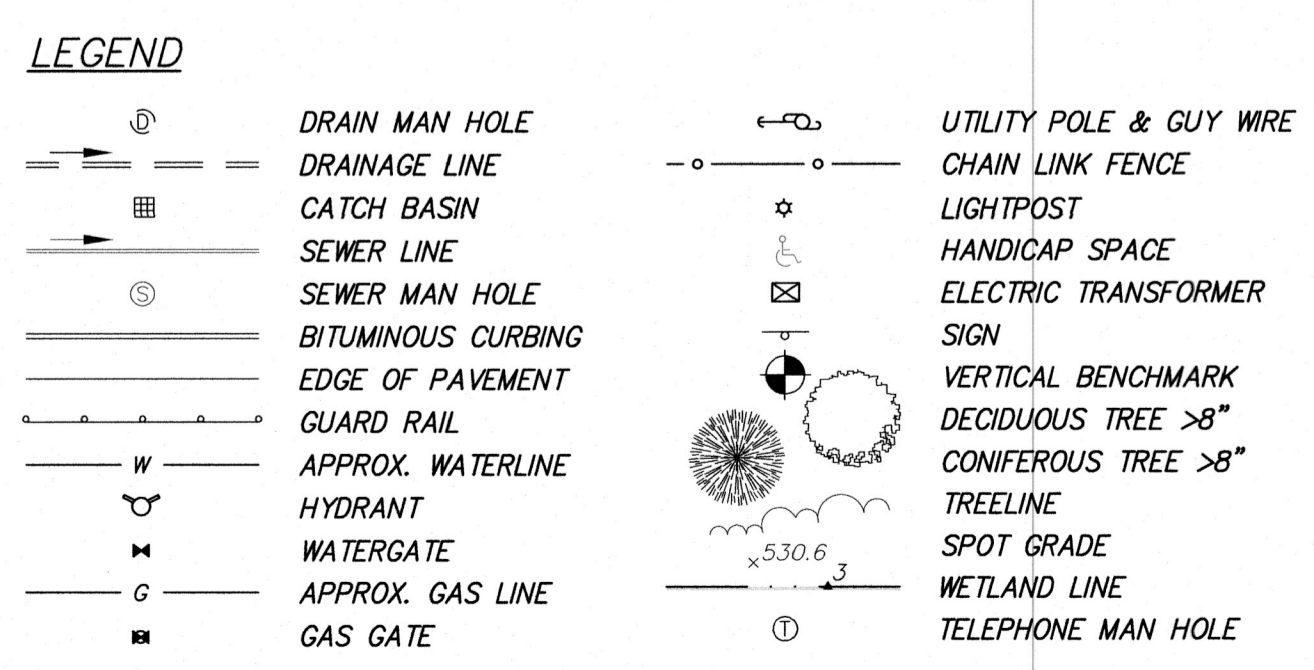 LEGEND
D DRAIN MAN HOLE
DRAINAGE LINE
CATCH BASIN
SEWER LINE
S SEWER MAN HOLE
BITUMINOUS CURBING
EDGE OF PAVEMENT
GUARD RAIL
W APPROX. WATERLINE
HYDRANT
WATERGATE
G APPROX. GAS LINE
GAS GATE
UTILITY POLE & GUY WIRE
CHAIN LINK FENCE
LIGHTPOST
HANDICAP SPACE
ELECTRIC TRANSFORMER
SIGN
VERTICAL BENCHMARK
DECIDUOUS TREE >8"
CONIFEROUS TREE >8"
TREELINE
×530.6 SPOT GRADE
3 WETLAND LINE
T TELEPHONE MAN HOLE